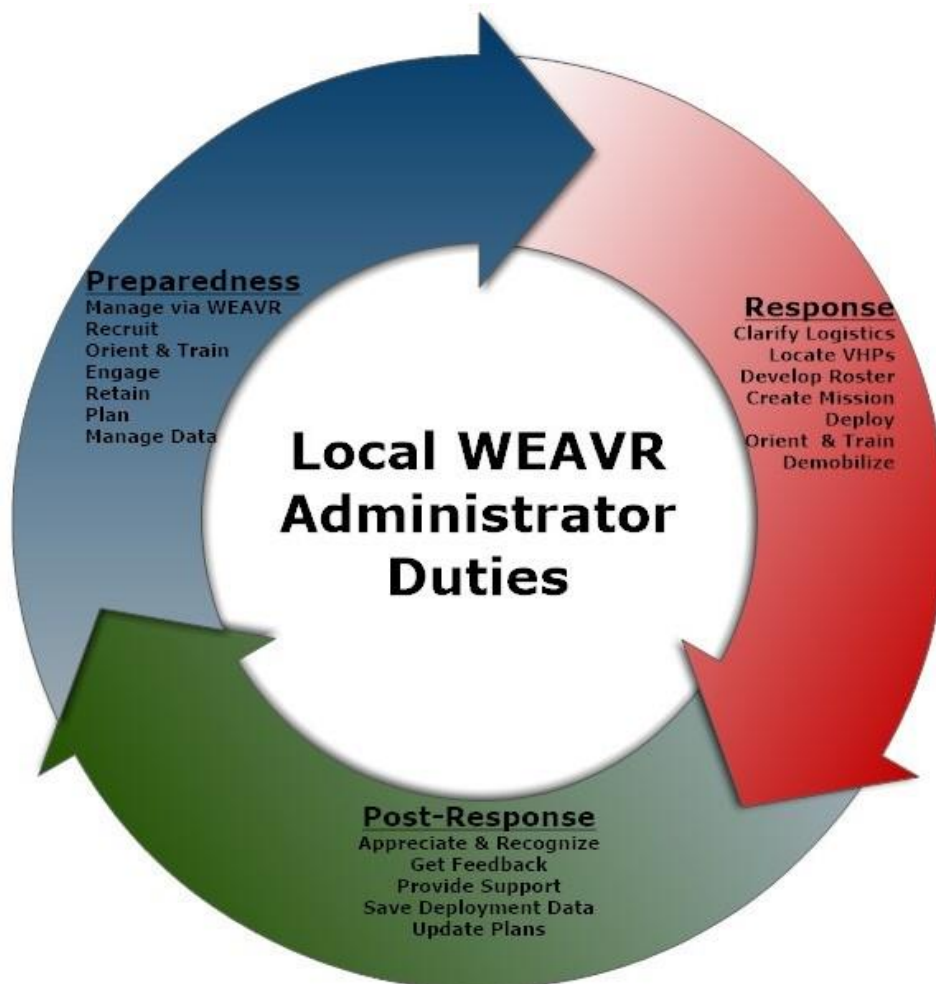 Preparedness
Manage via WEAVR
Recruit
Orient & Train
Engage
Retain
Plan
Manage Data
Response
Clarify Logistics
Locate VHPs
Develop Roster
Create Mission
Deploy
Orient & Train
Demobilize
Local WEAVR
Administrator
Duties
Post-Response
Appreciate & Recognize
Get Feedback
Provide Support
Save Deployment Data
Update Plans